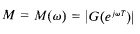 M = M(ω) = |G(e^{jωT})|